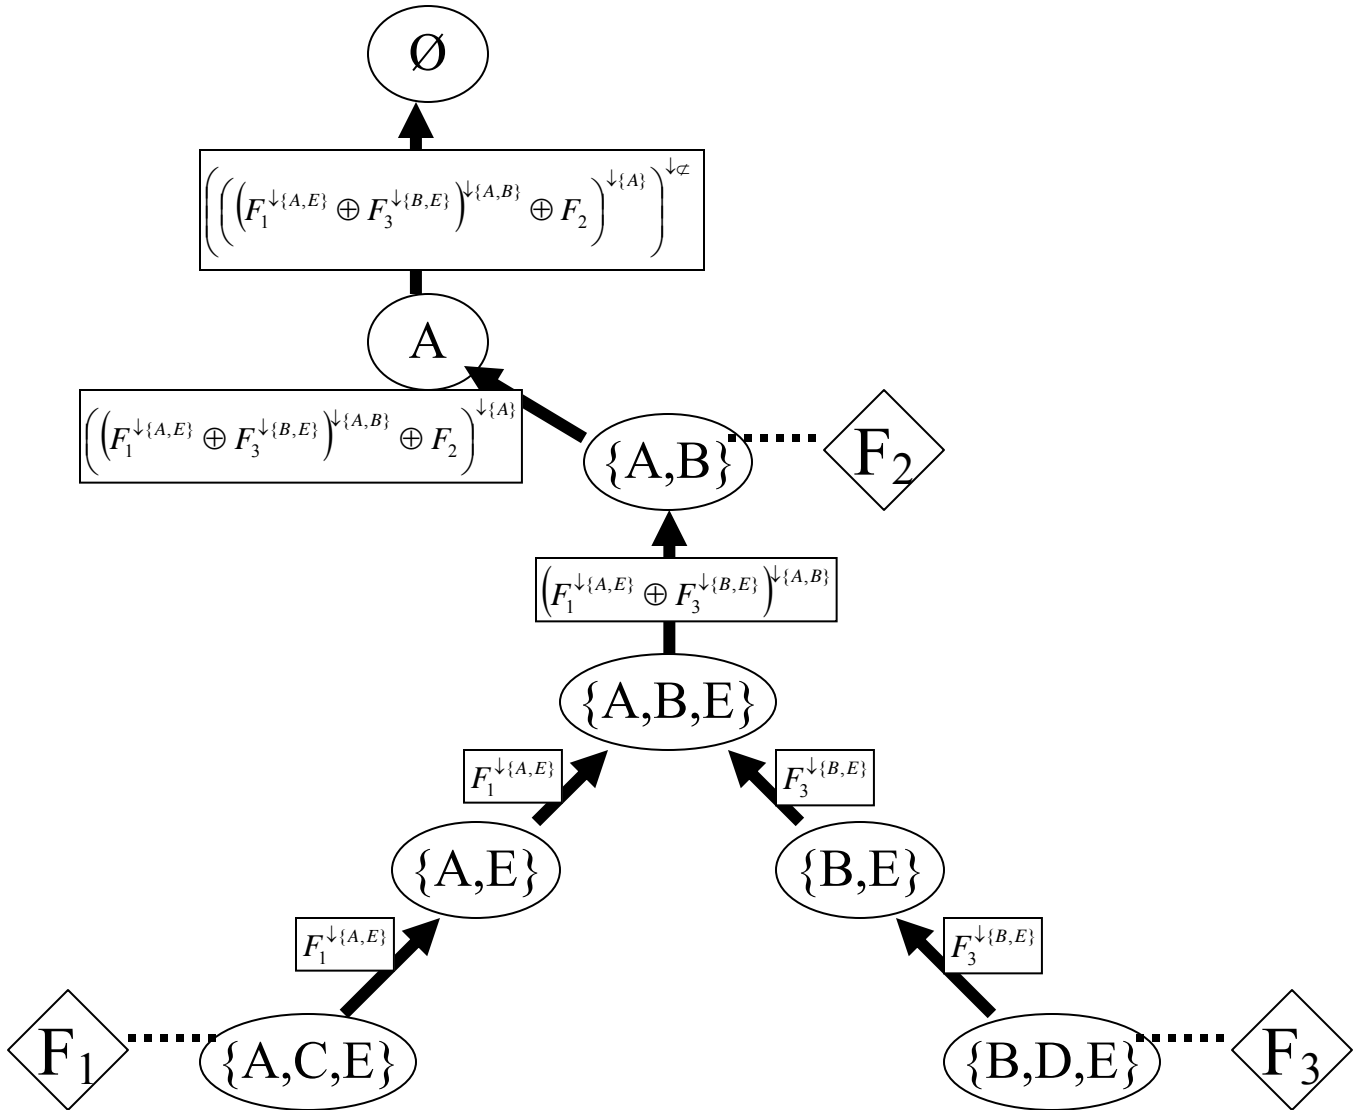 Ø
(((F₁^↓{A,E} ⊕ F₃^↓{B,E})^↓{A,B} ⊕ F₂)^↓{A})^↓⊄
A
((F₁^↓{A,E} ⊕ F₃^↓{B,E})^↓{A,B} ⊕ F₂)^↓{A}
{A,B}
F₂
(F₁^↓{A,E} ⊕ F₃^↓{B,E})^↓{A,B}
{A,B,E}
F₁^↓{A,E}
F₃^↓{B,E}
{A,E}
{B,E}
F₁^↓{A,E}
F₃^↓{B,E}
F₁
{A,C,E}
{B,D,E}
F₃